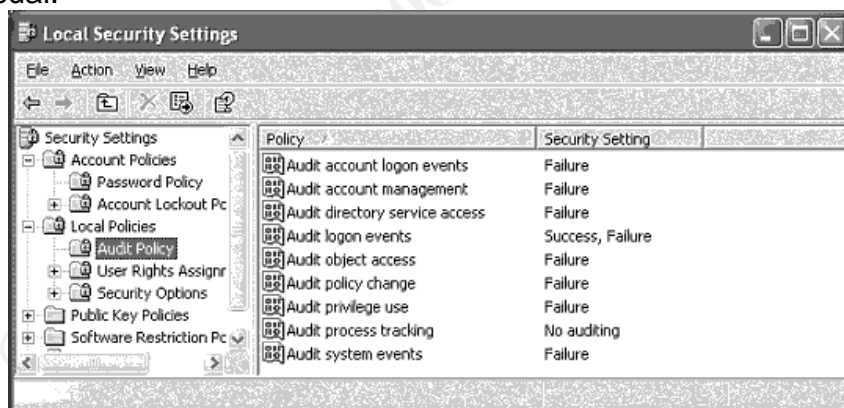 Local Security Settings
File Action View Help
Security Settings
Account Policies
Password Policy
Account Lockout Pc
Local Policies
Audit Policy
User Rights Assignr
Security Options
Public Key Policies
Software Restriction Pc
Policy Security Setting
Audit account logon events Failure
Audit account management Failure
Audit directory service access Failure
Audit logon events Success, Failure
Audit object access Failure
Audit policy change Failure
Audit privilege use Failure
Audit process tracking No auditing
Audit system events Failure